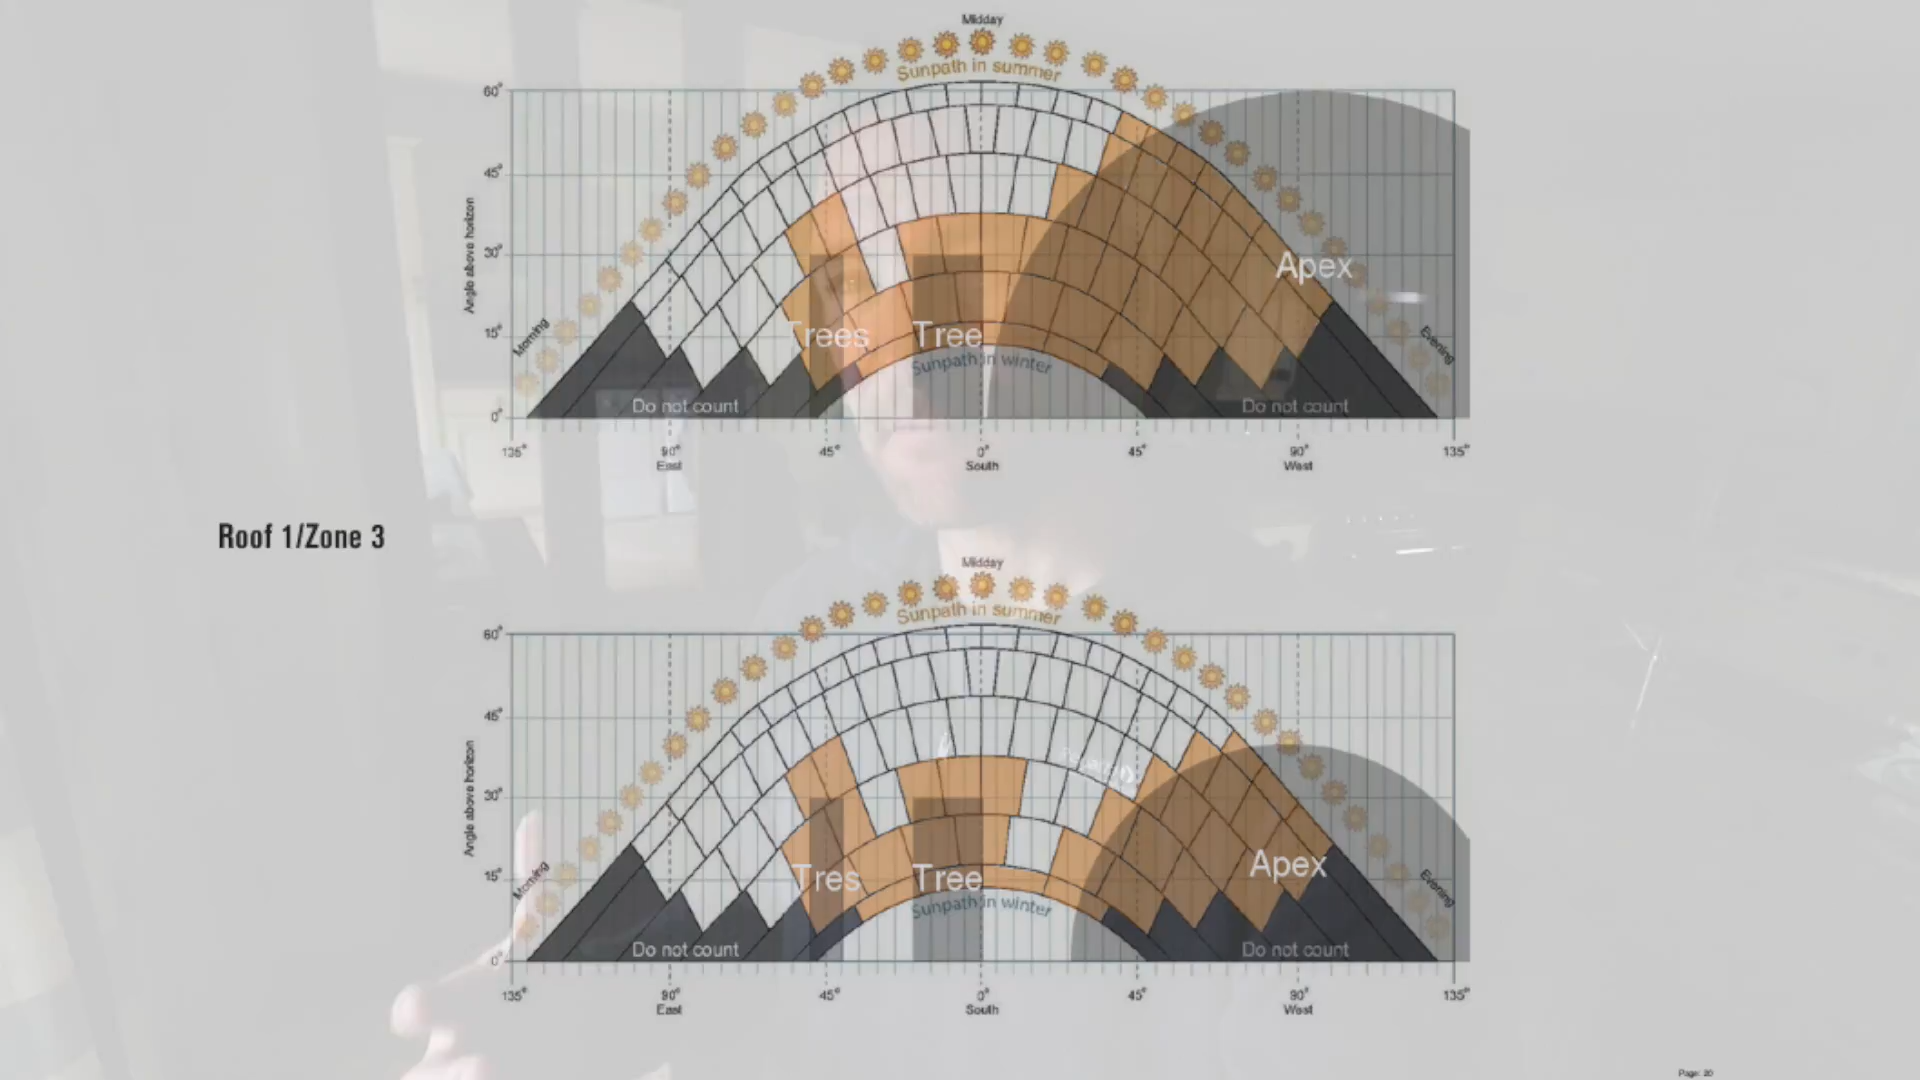 Midday
Sunpath in summer
60°
45°
30°
15°
0°
Angle above horizon
Morning
Evening
Apex
Trees
Tree
Sunpath in winter
Do not count
Do not count
135°
90°
45°
0°
45°
90°
135°
East
South
West
Roof 1/Zone 3
Midday
Sunpath in summer
60°
45°
30°
15°
0°
Angle above horizon
Morning
Evening
Apex
Tres
Tree
Sunpath in winter
Do not count
Do not count
135°
90°
45°
0°
45°
90°
135°
East
South
West
Page: 20